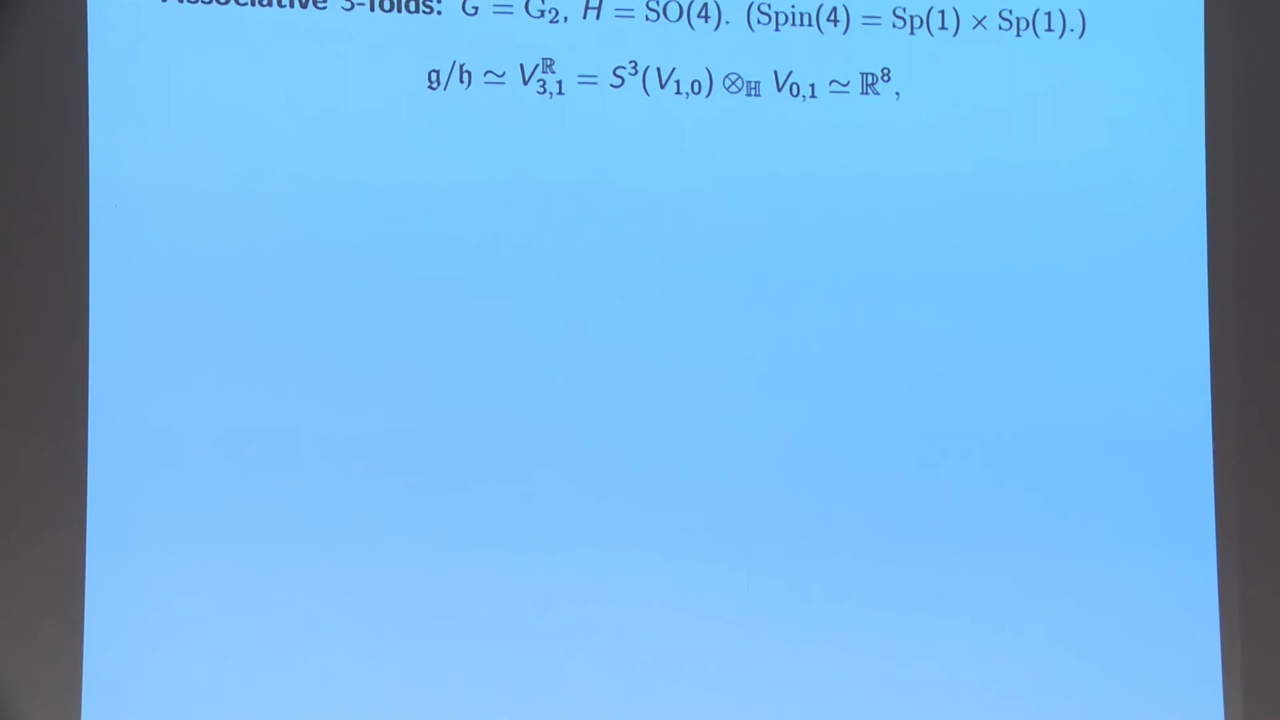 Associative 3-folds: G = G₂, H = SO(4). (Spin(4) = Sp(1) × Sp(1).)
𝔤/𝔥 ≃ V^ℝ_{3,1} = S³(V_{1,0}) ⊗_ℍ V_{0,1} ≃ ℝ⁸,